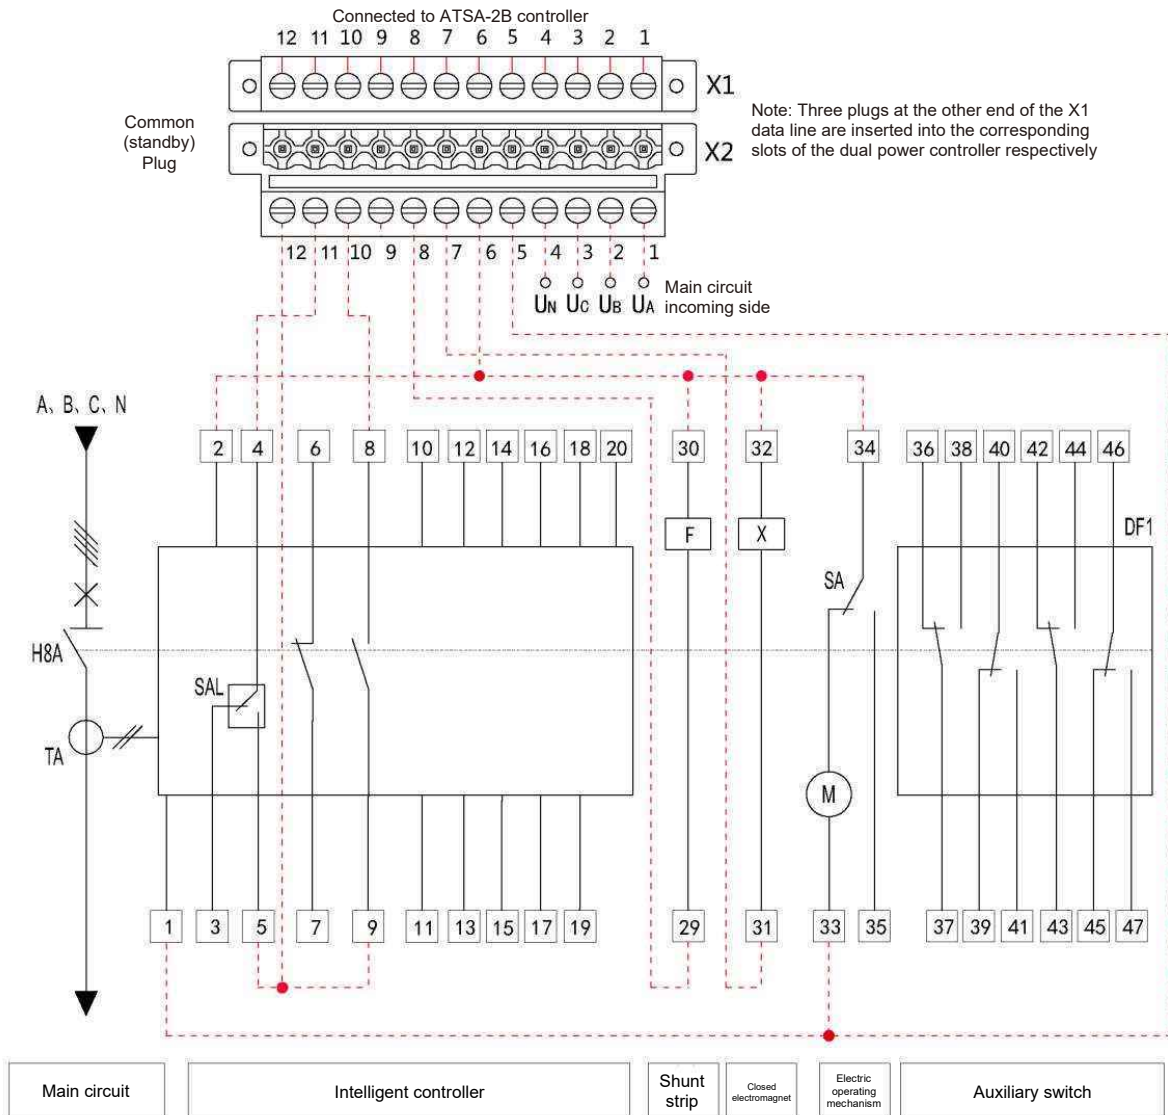 Connected to ATSA-2B controller
12 11 10 9 8 7 6 5 4 3 2 1
X1
Common
(standby)
Plug
X2
Note: Three plugs at the other end of the X1
data line are inserted into the corresponding
slots of the dual power controller respectively
12 11 10 9 8 7 6 5 4 3 2 1
UN UC UB UA
Main circuit
incoming side
A、B、C、N
2 4 6 8 10 12 14 16 18 20 30 32 34 36 38 40 42 44 46
F X DF1
SA
H8A
SAL
TA
M
1 3 5 7 9 11 13 15 17 19 29 31 33 35 37 39 41 43 45 47
Main circuit
Intelligent controller
Shunt
strip
Closed
electromagnet
Electric
operating
mechanism
Auxiliary switch